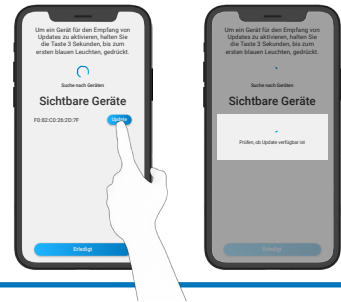 Um ein Gerät für den Empfang von
Updates zu aktivieren, halten Sie
die Taste 3 Sekunden, bis zum
ersten blauen Leuchten, gedrückt.
Suche nach Geräten
Sichtbare Geräte
F0:82:C0:26:2D:7F
Update
Erledigt
Um ein Gerät für den Empfang von
Updates zu aktivieren, halten Sie
die Taste 3 Sekunden, bis zum
ersten blauen Leuchten, gedrückt.
Suche nach Geräten
Sichtbare Geräte
Prüfen, ob Update verfügbar ist
Erledigt